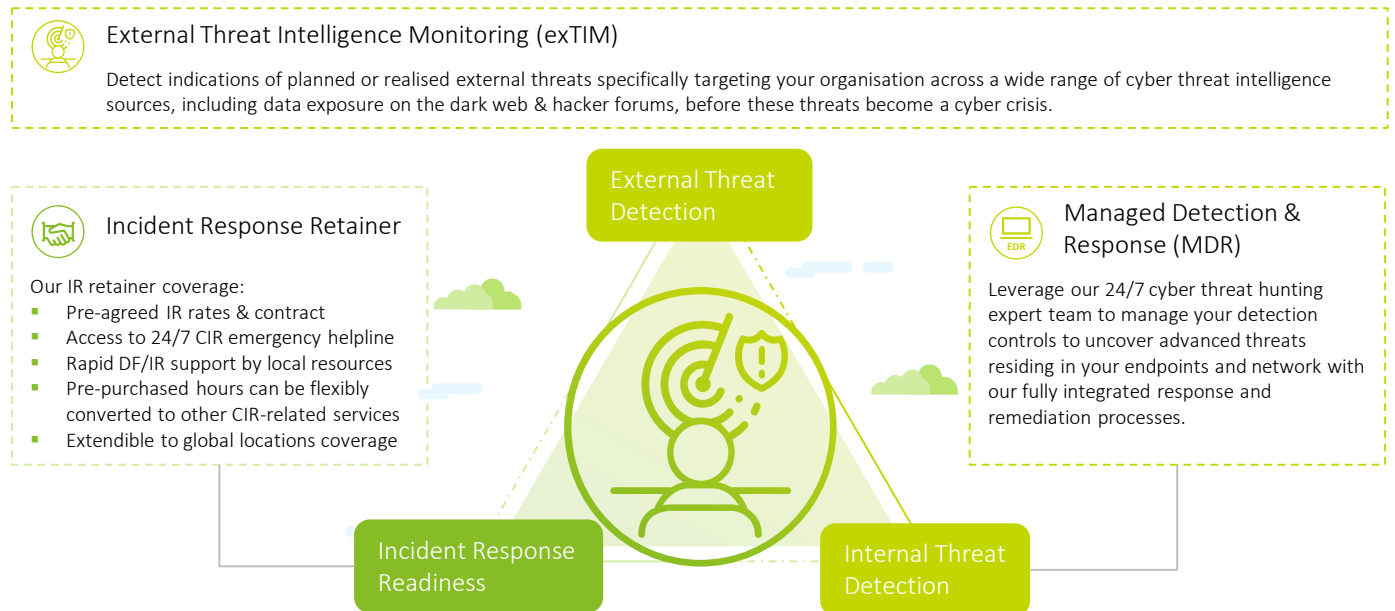 External Threat Intelligence Monitoring (exTIM)
Detect indications of planned or realised external threats specifically targeting your organisation across a wide range of cyber threat intelligence
sources, including data exposure on the dark web & hacker forums, before these threats become a cyber crisis.
External Threat
Detection
Incident Response Retainer
Our IR retainer coverage:
▪ Pre-agreed IR rates & contract
▪ Access to 24/7 CIR emergency helpline
▪ Rapid DF/IR support by local resources
▪ Pre-purchased hours can be flexibly
converted to other CIR-related services
▪ Extendible to global locations coverage
EDR
Managed Detection &
Response (MDR)
Leverage our 24/7 cyber threat hunting
expert team to manage your detection
controls to uncover advanced threats
residing in your endpoints and network with
our fully integrated response and
remediation processes.
Incident Response
Readiness
Internal Threat
Detection